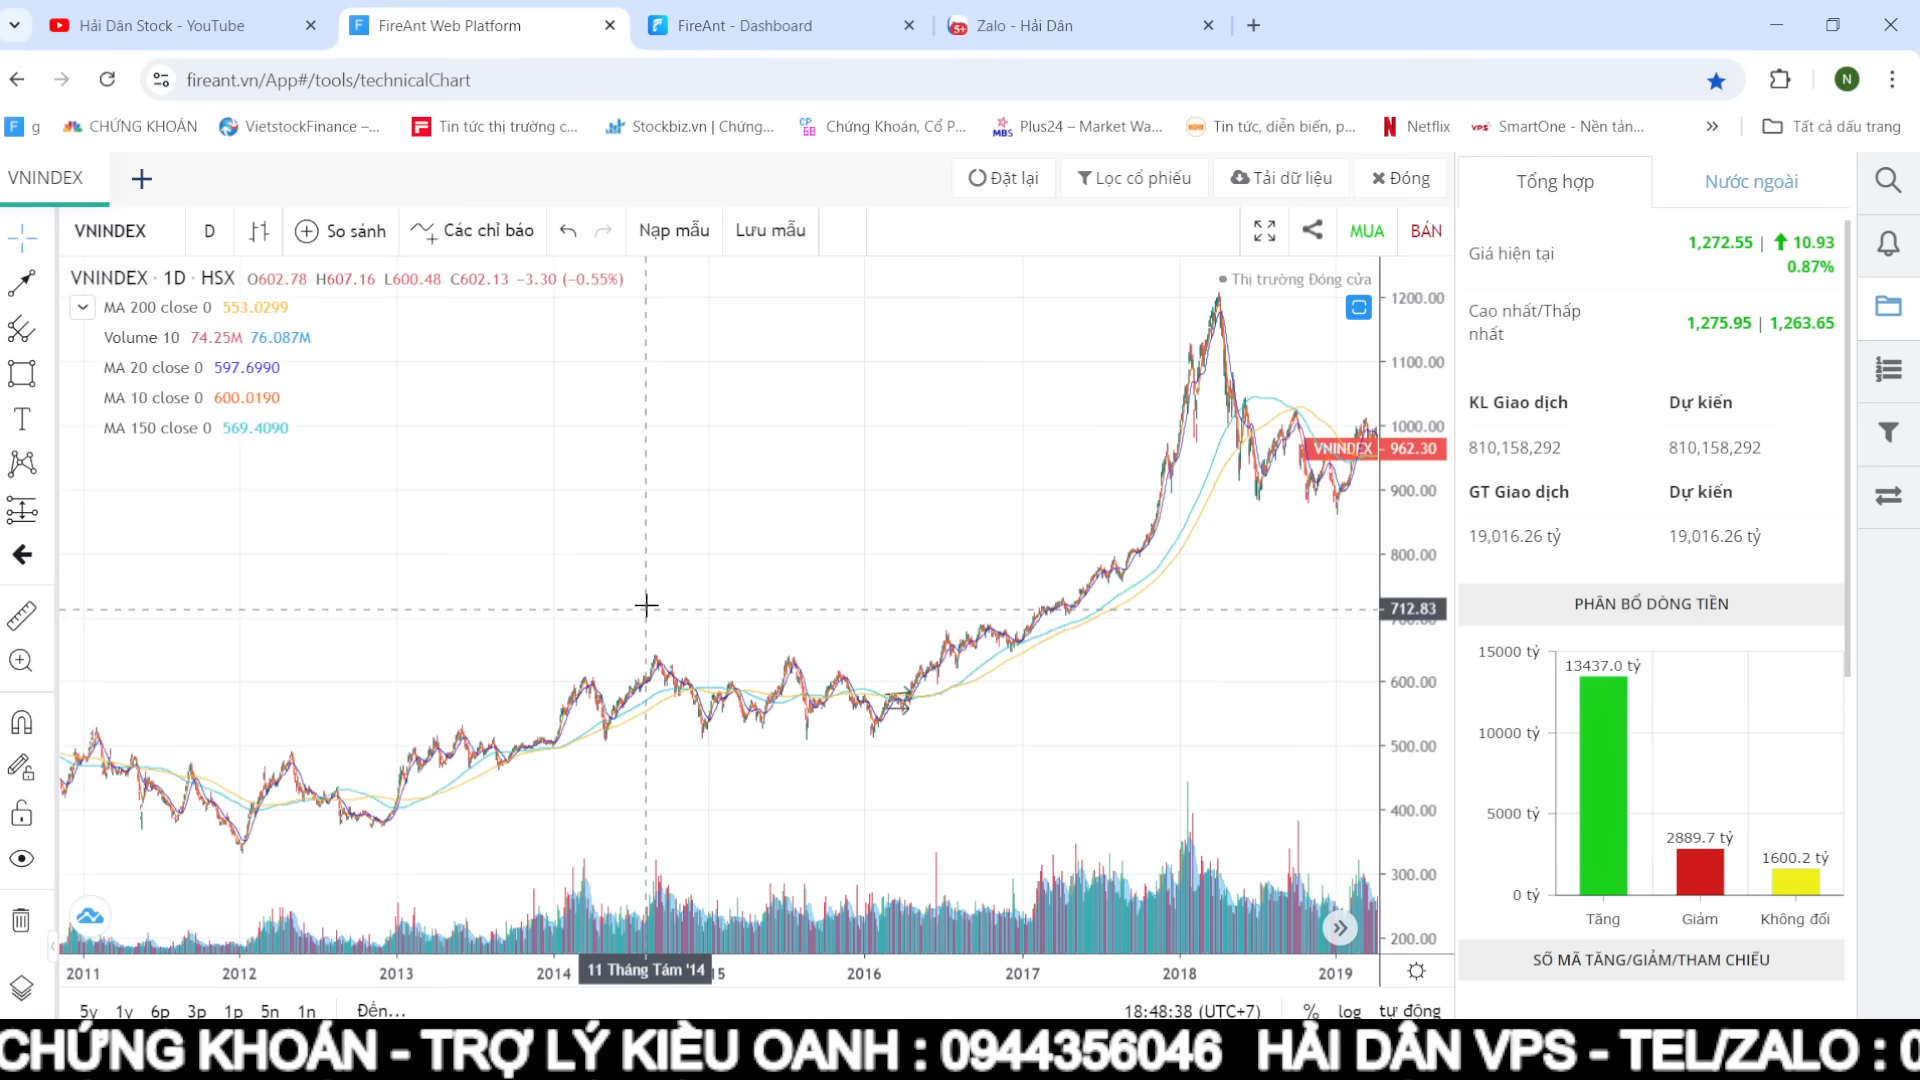 Hải Dân Stock - YouTube
FireAnt Web Platform
FireAnt - Dashboard
Zalo - Hải Dân
fireant.vn/App#/tools/technicalChart
N
g
CHỨNG KHOÁN
VietstockFinance –...
Tin tức thị trường c...
Stockbiz.vn | Chứng...
Chứng Khoán, Cổ P...
Plus24 – Market Wa...
Tin tức, diễn biến, p...
Netflix
SmartOne - Nền tản...
Tất cả dấu trang
VNINDEX
Đặt lại
Lọc cổ phiếu
Tải dữ liệu
Đóng
Tổng hợp
Nước ngoài
VNINDEX
D
So sánh
Các chỉ báo
Nạp mẫu
Lưu mẫu
MUA
BÁN
VNINDEX · 1D · HSX O602.78 H607.16 L600.48 C602.13 −3.30 (−0.55%)
Thị trường Đóng cửa
MA 200 close 0 553.0299
Volume 10 74.25M 76.087M
MA 20 close 0 597.6990
MA 10 close 0 600.0190
MA 150 close 0 569.4090
1200.00
1100.00
1000.00
VNINDEX 962.30
900.00
800.00
712.83
600.00
500.00
400.00
300.00
200.00
2011
2012
2013
2014
11 Tháng Tám '14
2016
2017
2018
2019
5y 1y 6p 3p 1p 5n 1n Đến...
18:48:38 (UTC+7) % log tự động
Giá hiện tại
1,272.55 | 10.93
0.87%
Cao nhất/Thấp
nhất
1,275.95 | 1,263.65
KL Giao dịch Dự kiến
810,158,292 810,158,292
GT Giao dịch Dự kiến
19,016.26 tỷ 19,016.26 tỷ
PHÂN BỔ DÒNG TIỀN
15000 tỷ
10000 tỷ
5000 tỷ
0 tỷ
13437.0 tỷ
2889.7 tỷ
1600.2 tỷ
Tăng
Giảm
Không đổi
SỐ MÃ TĂNG/GIẢM/THAM CHIẾU
CHỨNG KHOÁN - TRỢ LÝ KIỀU OANH : 0944356046 HẢI DÂN VPS - TEL/ZALO : 0